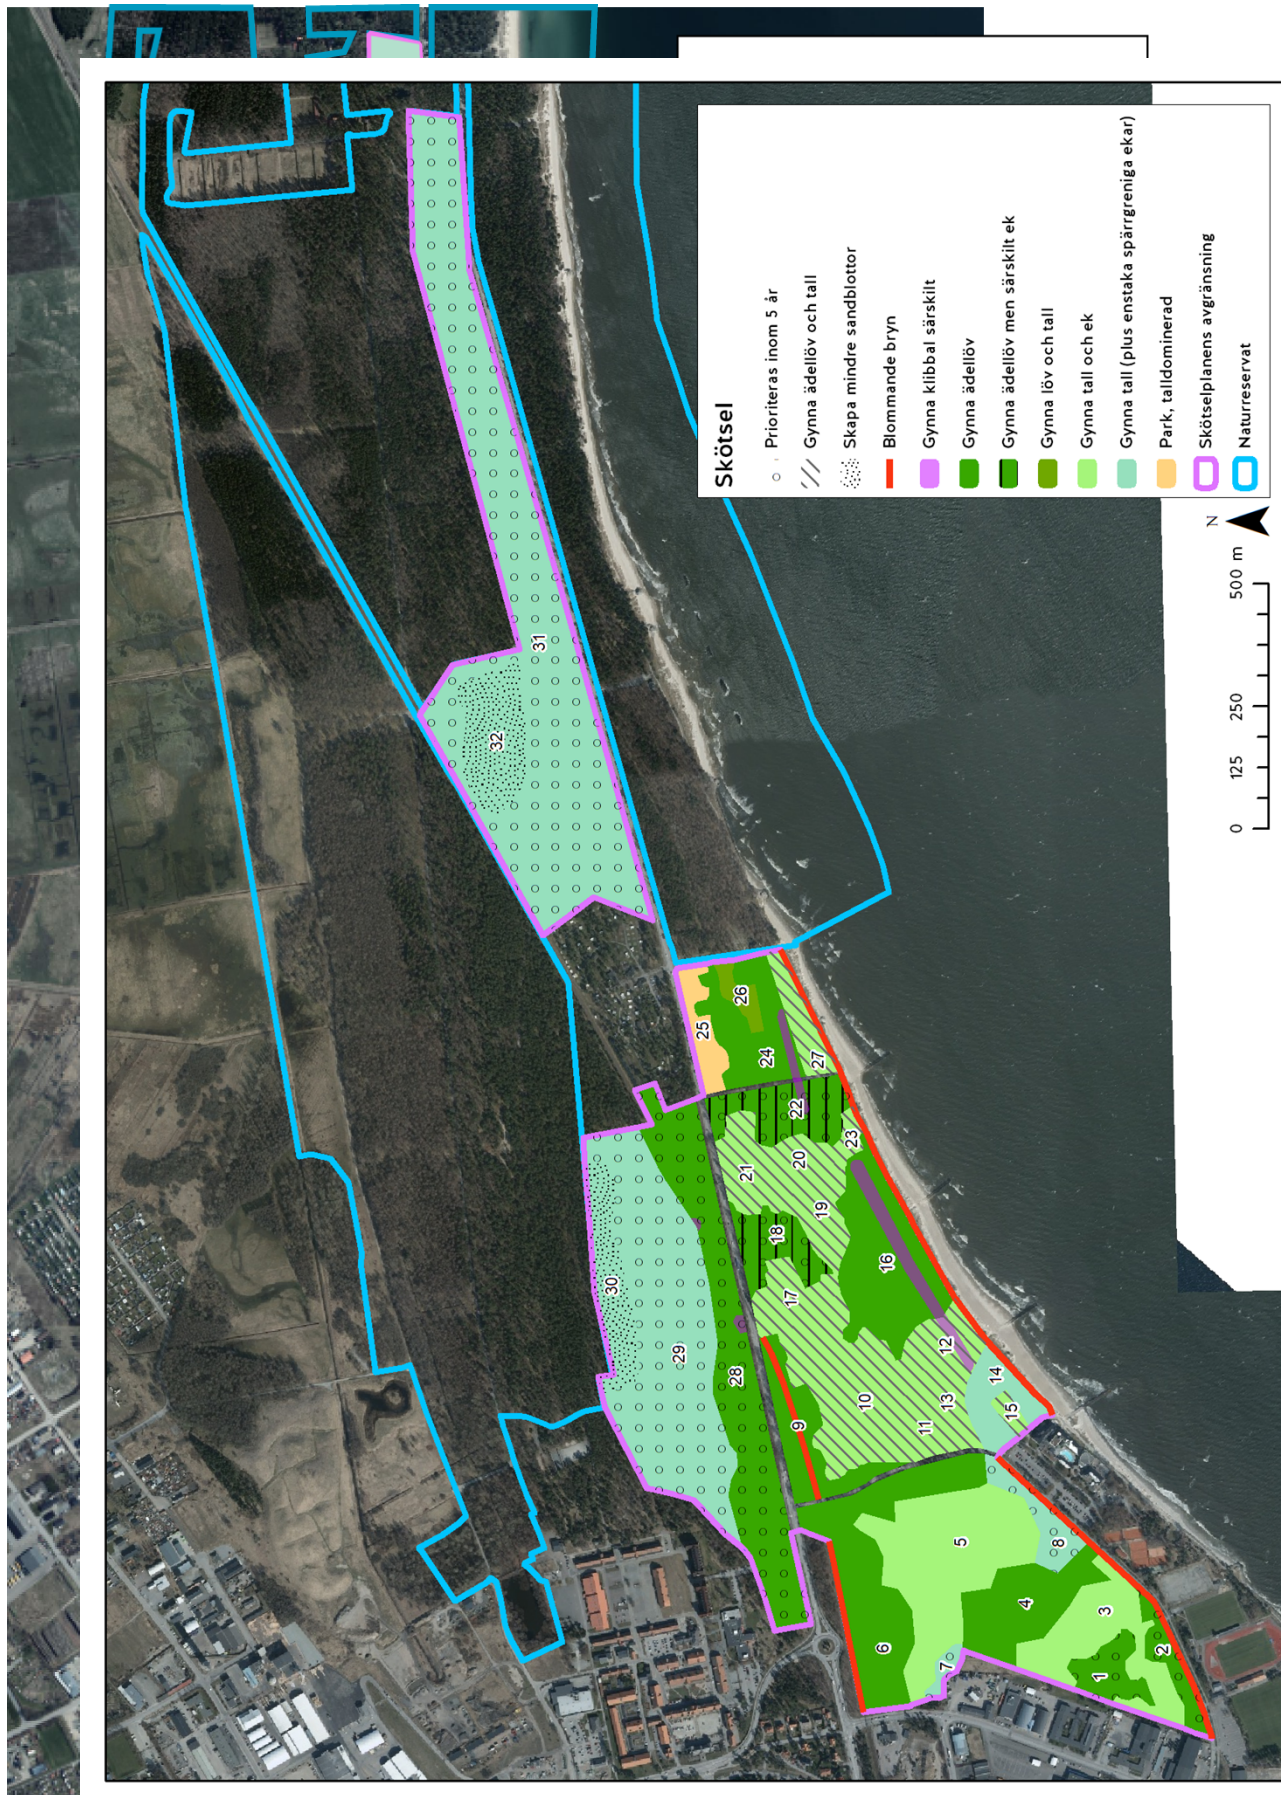 Skötsel
Prioriteras inom 5 år
Gynna ädellöv och tall
Skapa mindre sandblottor
Blommande bryn
Gynna klibbal särskilt
Gynna ädellöv
Gynna ädellöv men särskilt ek
Gynna löv och tall
Gynna tall och ek
Gynna tall (plus enstaka spärrgreniga ekar)
Park, talldominerad
Skötselplanens avgränsning
Naturreservat
N
0 125 250 500 m
1
2
3
4
5
6
7
8
9
10
11
12
13
14
15
16
17
18
19
20
21
22
23
24
25
26
27
28
29
30
31
32